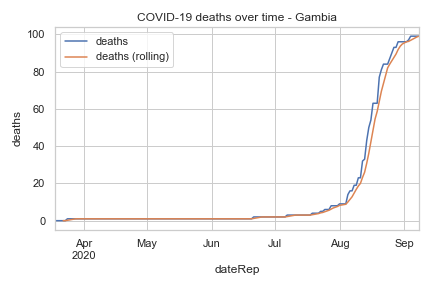 COVID-19 deaths over time - Gambia
deaths
deaths (rolling)
100
80
60
40
20
0
deaths
Apr May Jun Jul Aug Sep
2020
dateRep